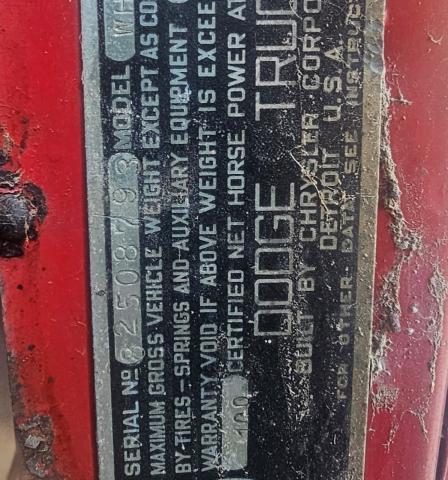 SERIAL Nº 82508793 MODEL WH
MAXIMUM GROSS VEHICLE WEIGHT EXCEPT AS CO
BY-TIRES-SPRINGS AND AUXILIARY EQUIPMENT
WARRANTY VOID IF ABOVE WEIGHT IS EXCEE
100 CERTIFIED NET HORSE POWER AT
DODGE TRUC
BUILT BY CHRYSLER CORPO
DETROIT U.S.A.
FOR OTHER DATA SEE INSTRUC